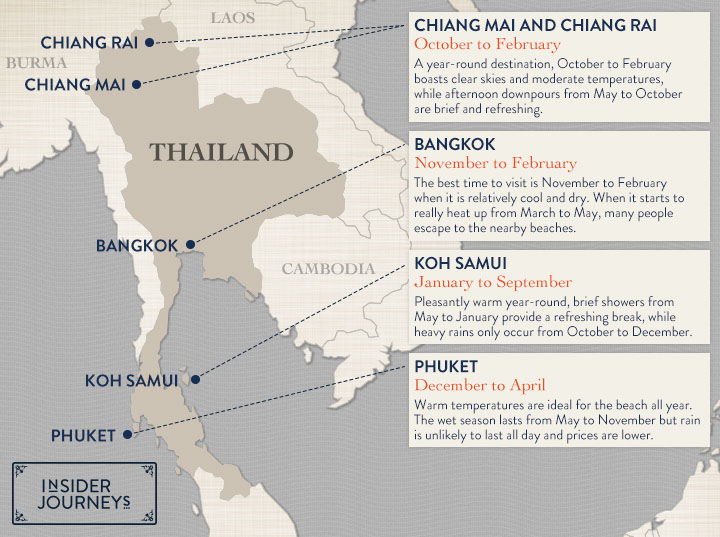 LAOS
CHIANG RAI
BURMA
CHIANG MAI
THAILAND
BANGKOK
CAMBODIA
KOH SAMUI
PHUKET
INSIDER
JOURNEYS
CHIANG MAI AND CHIANG RAI
October to February
A year-round destination, October to February
boasts clear skies and moderate temperatures,
while afternoon downpours from May to October
are brief and refreshing.
BANGKOK
November to February
The best time to visit is November to February
when it is relatively cool and dry. When it starts to
really heat up from March to May, many people
escape to the nearby beaches.
KOH SAMUI
January to September
Pleasantly warm year-round, brief showers from
May to January provide a refreshing break, while
heavy rains only occur from October to December.
PHUKET
December to April
Warm temperatures are ideal for the beach all year.
The wet season lasts from May to November but rain
is unlikely to last all day and prices are lower.